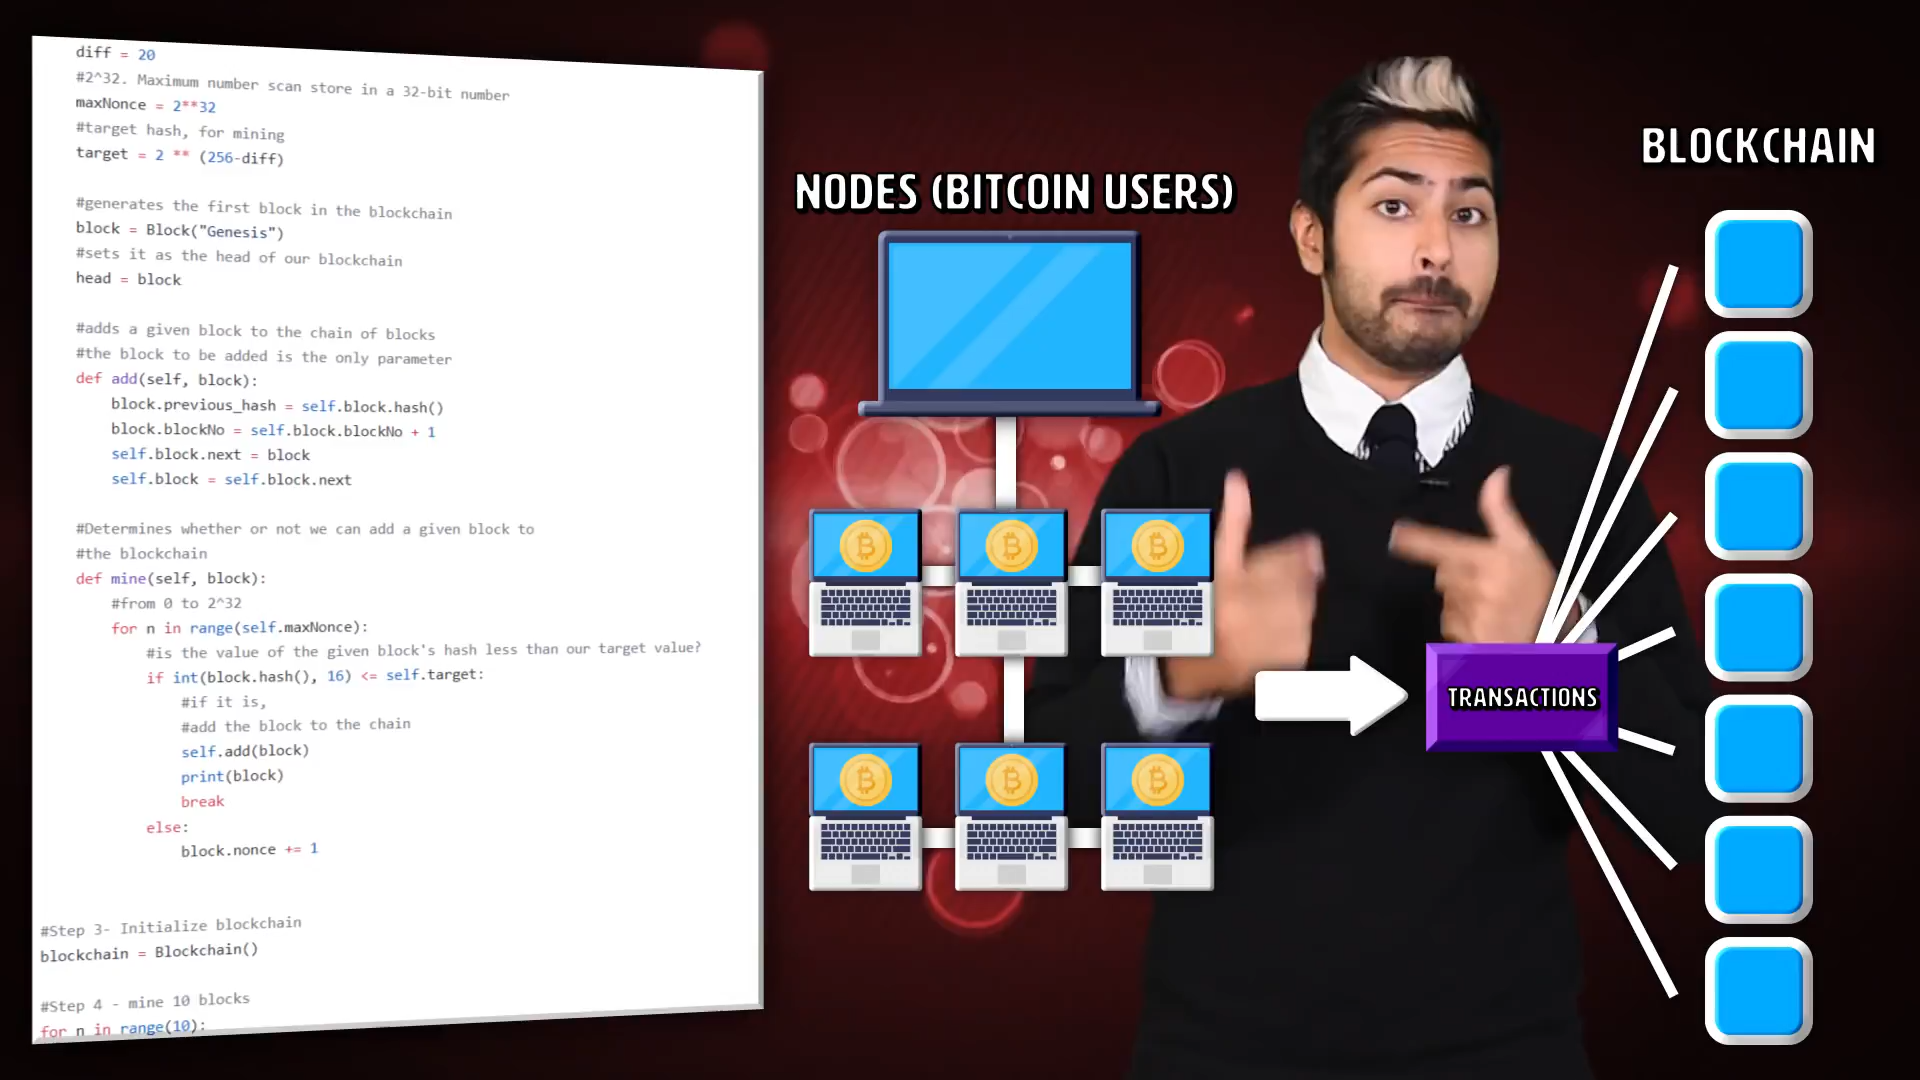 diff = 20
#2^32. Maximum number scan store in a 32-bit number
maxNonce = 2**32
#target hash, for mining
target = 2 ** (256-diff)
#generates the first block in the blockchain
block = Block("Genesis")
#sets it as the head of our blockchain
head = block
#adds a given block to the chain of blocks
#the block to be added is the only parameter
def add(self, block):
block.previous_hash = self.block.hash()
block.blockNo = self.block.blockNo + 1
self.block.next = block
self.block = self.block.next
#Determines whether or not we can add a given block to
#the blockchain
def mine(self, block):
#from 0 to 2^32
for n in range(self.maxNonce):
#is the value of the given block's hash less than our target value?
if int(block.hash(), 16) <= self.target:
#if it is,
#add the block to the chain
self.add(block)
print(block)
break
else:
block.nonce += 1
#Step 3- Initialize blockchain
blockchain = Blockchain()
#Step 4 - mine 10 blocks
for n in range(10):
NODES (BITCOIN USERS)
TRANSACTIONS
BLOCKCHAIN